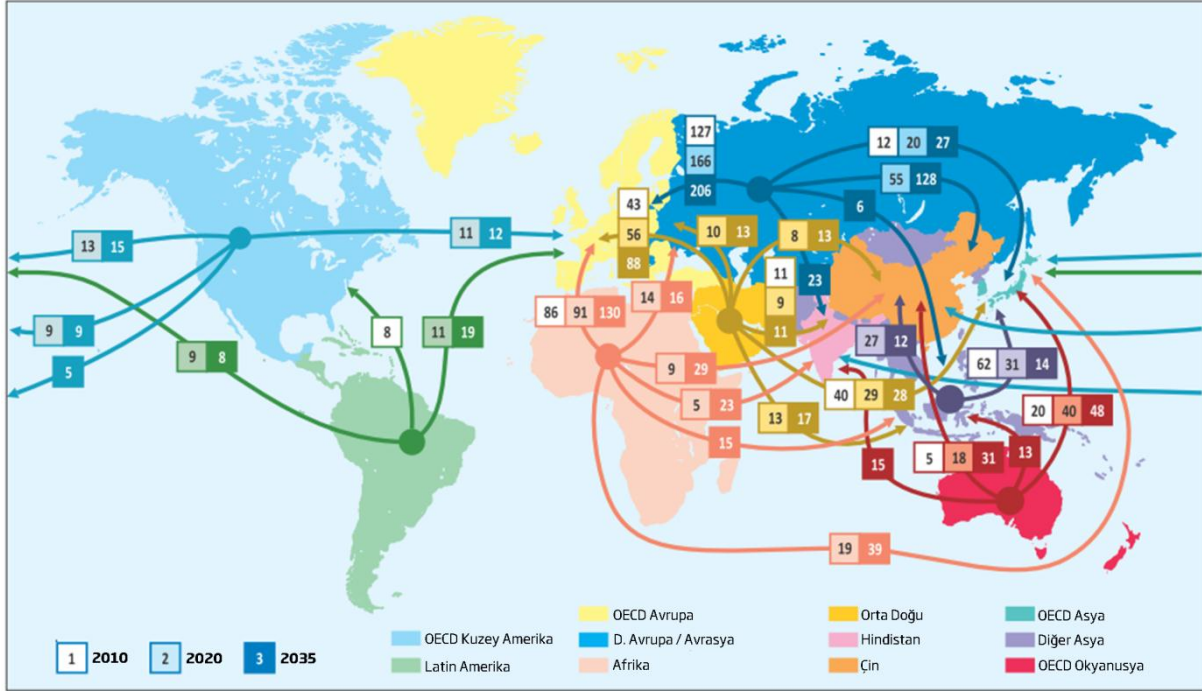 127
166
206
12 20 27
55 128
6
43
56
88
10 13
8 13
11
9
11
23
13 15
11 12
9 9
5
9 8
8
11 19
86 91 130
14 16
9 29
5 23
15
27 12
62 31 14
40 29 28
13 17
20 40 48
5 18 31
13
15
19 39
1 2010
2 2020
3 2035
OECD Kuzey Amerika
Latin Amerika
OECD Avrupa
D. Avrupa / Avrasya
Afrika
Orta Doğu
Hindistan
Çin
OECD Asya
Diğer Asya
OECD Okyanusya